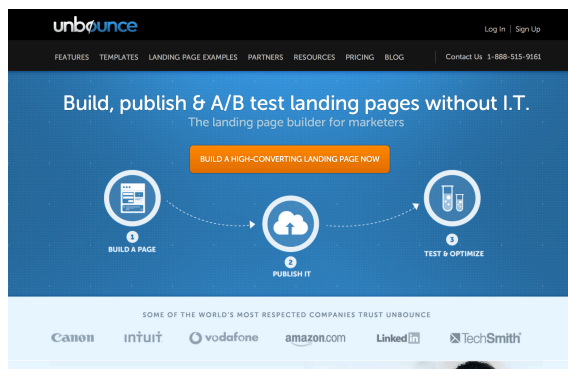 unbounce
Log In | Sign Up
FEATURES TEMPLATES LANDING PAGE EXAMPLES PARTNERS RESOURCES PRICING BLOG Contact Us 1-888-515-9161
Build, publish & A/B test landing pages without I.T.
The landing page builder for marketers
BUILD A HIGH-CONVERTING LANDING PAGE NOW
1
BUILD A PAGE
2
PUBLISH IT
3
TEST & OPTIMIZE
SOME OF THE WORLD'S MOST RESPECTED COMPANIES TRUST UNBOUNCE
Canon intuit vodafone amazon.com Linked in TechSmith